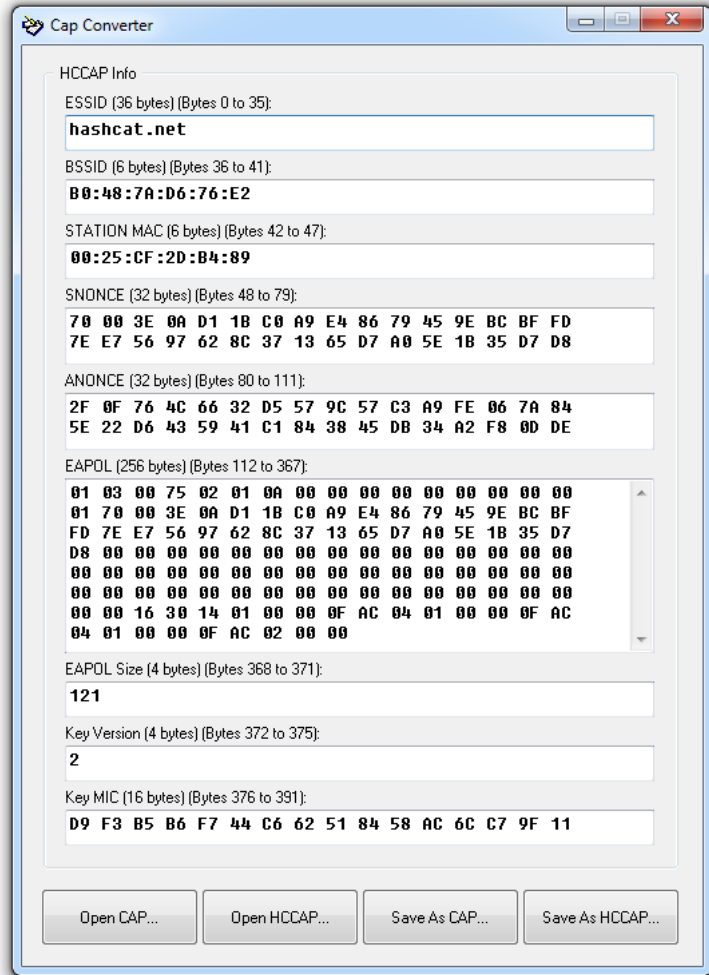 Cap Converter
HCCAP Info
ESSID (36 bytes) (Bytes 0 to 35):
hashcat.net
BSSID (6 bytes) (Bytes 36 to 41):
B0:48:7A:D6:76:E2
STATION MAC (6 bytes) (Bytes 42 to 47):
00:25:CF:2D:B4:89
SNONCE (32 bytes) (Bytes 48 to 79):
70 00 3E 0A D1 1B C0 A9 E4 86 79 45 9E BC BF FD
7E E7 56 97 62 8C 37 13 65 D7 A0 5E 1B 35 D7 D8
ANONCE (32 bytes) (Bytes 80 to 111):
2F 0F 76 4C 66 32 D5 57 9C 57 C3 A9 FE 06 7A 84
5E 22 D6 43 59 41 C1 84 38 45 DB 34 A2 F8 0D DE
EAPOL (256 bytes) (Bytes 112 to 367):
01 03 00 75 02 01 0A 00 00 00 00 00 00 00 00 00
01 70 00 3E 0A D1 1B C0 A9 E4 86 79 45 9E BC BF
FD 7E E7 56 97 62 8C 37 13 65 D7 A0 5E 1B 35 D7
D8 00 00 00 00 00 00 00 00 00 00 00 00 00 00 00
00 00 00 00 00 00 00 00 00 00 00 00 00 00 00 00
00 00 00 00 00 00 00 00 00 00 00 00 00 00 00 00
00 00 16 30 14 01 00 00 0F AC 04 01 00 00 0F AC
04 01 00 00 0F AC 02 00 00
EAPOL Size (4 bytes) (Bytes 368 to 371):
121
Key Version (4 bytes) (Bytes 372 to 375):
2
Key MIC (16 bytes) (Bytes 376 to 391):
D9 F3 B5 B6 F7 44 C6 62 51 84 58 AC 6C C7 9F 11
Open CAP...
Open HCCAP...
Save As CAP...
Save As HCCAP...